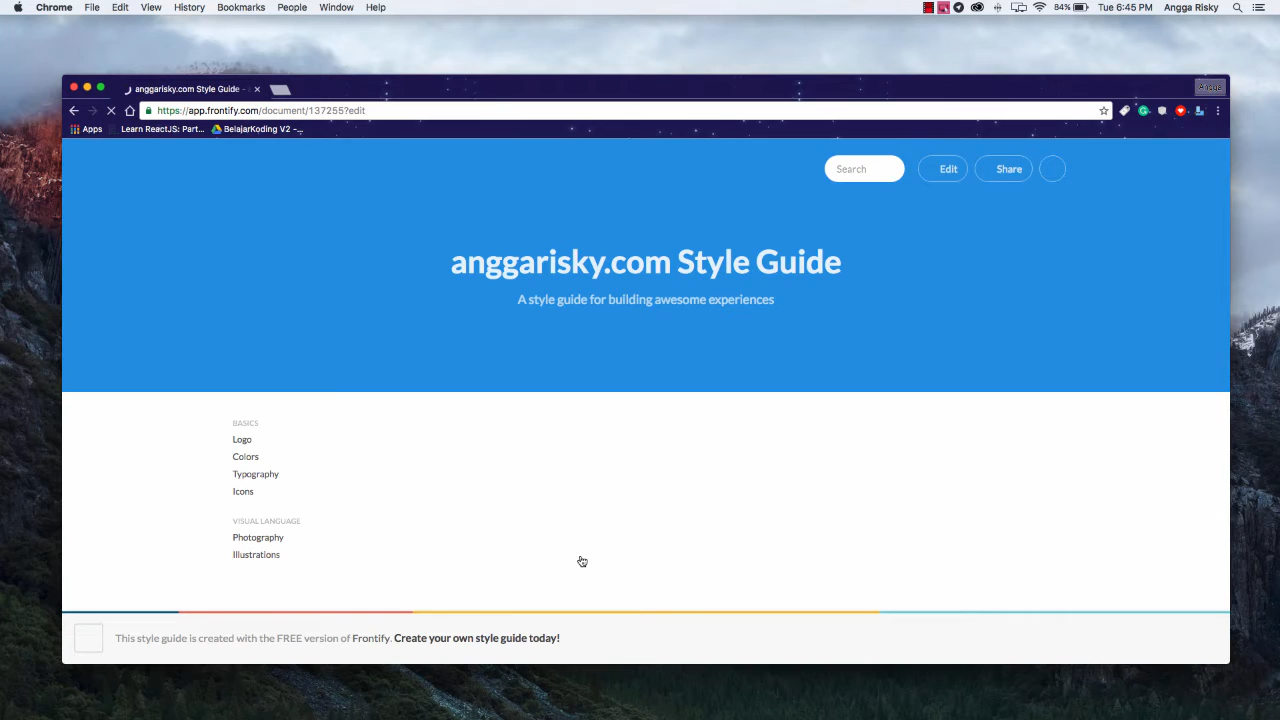 Chrome File Edit View History Bookmarks People Window Help 84% Tue 6:45 PM Angga Risky
anggarisky.com Style Guide -
Angga
https://app.frontify.com/document/137255?edit
Apps Learn ReactJS: Part... BelajarKoding V2 –...
Search Edit Share
anggarisky.com Style Guide
A style guide for building awesome experiences
BASICS
Logo
Colors
Typography
Icons
VISUAL LANGUAGE
Photography
Illustrations
This style guide is created with the FREE version of Frontify. Create your own style guide today!